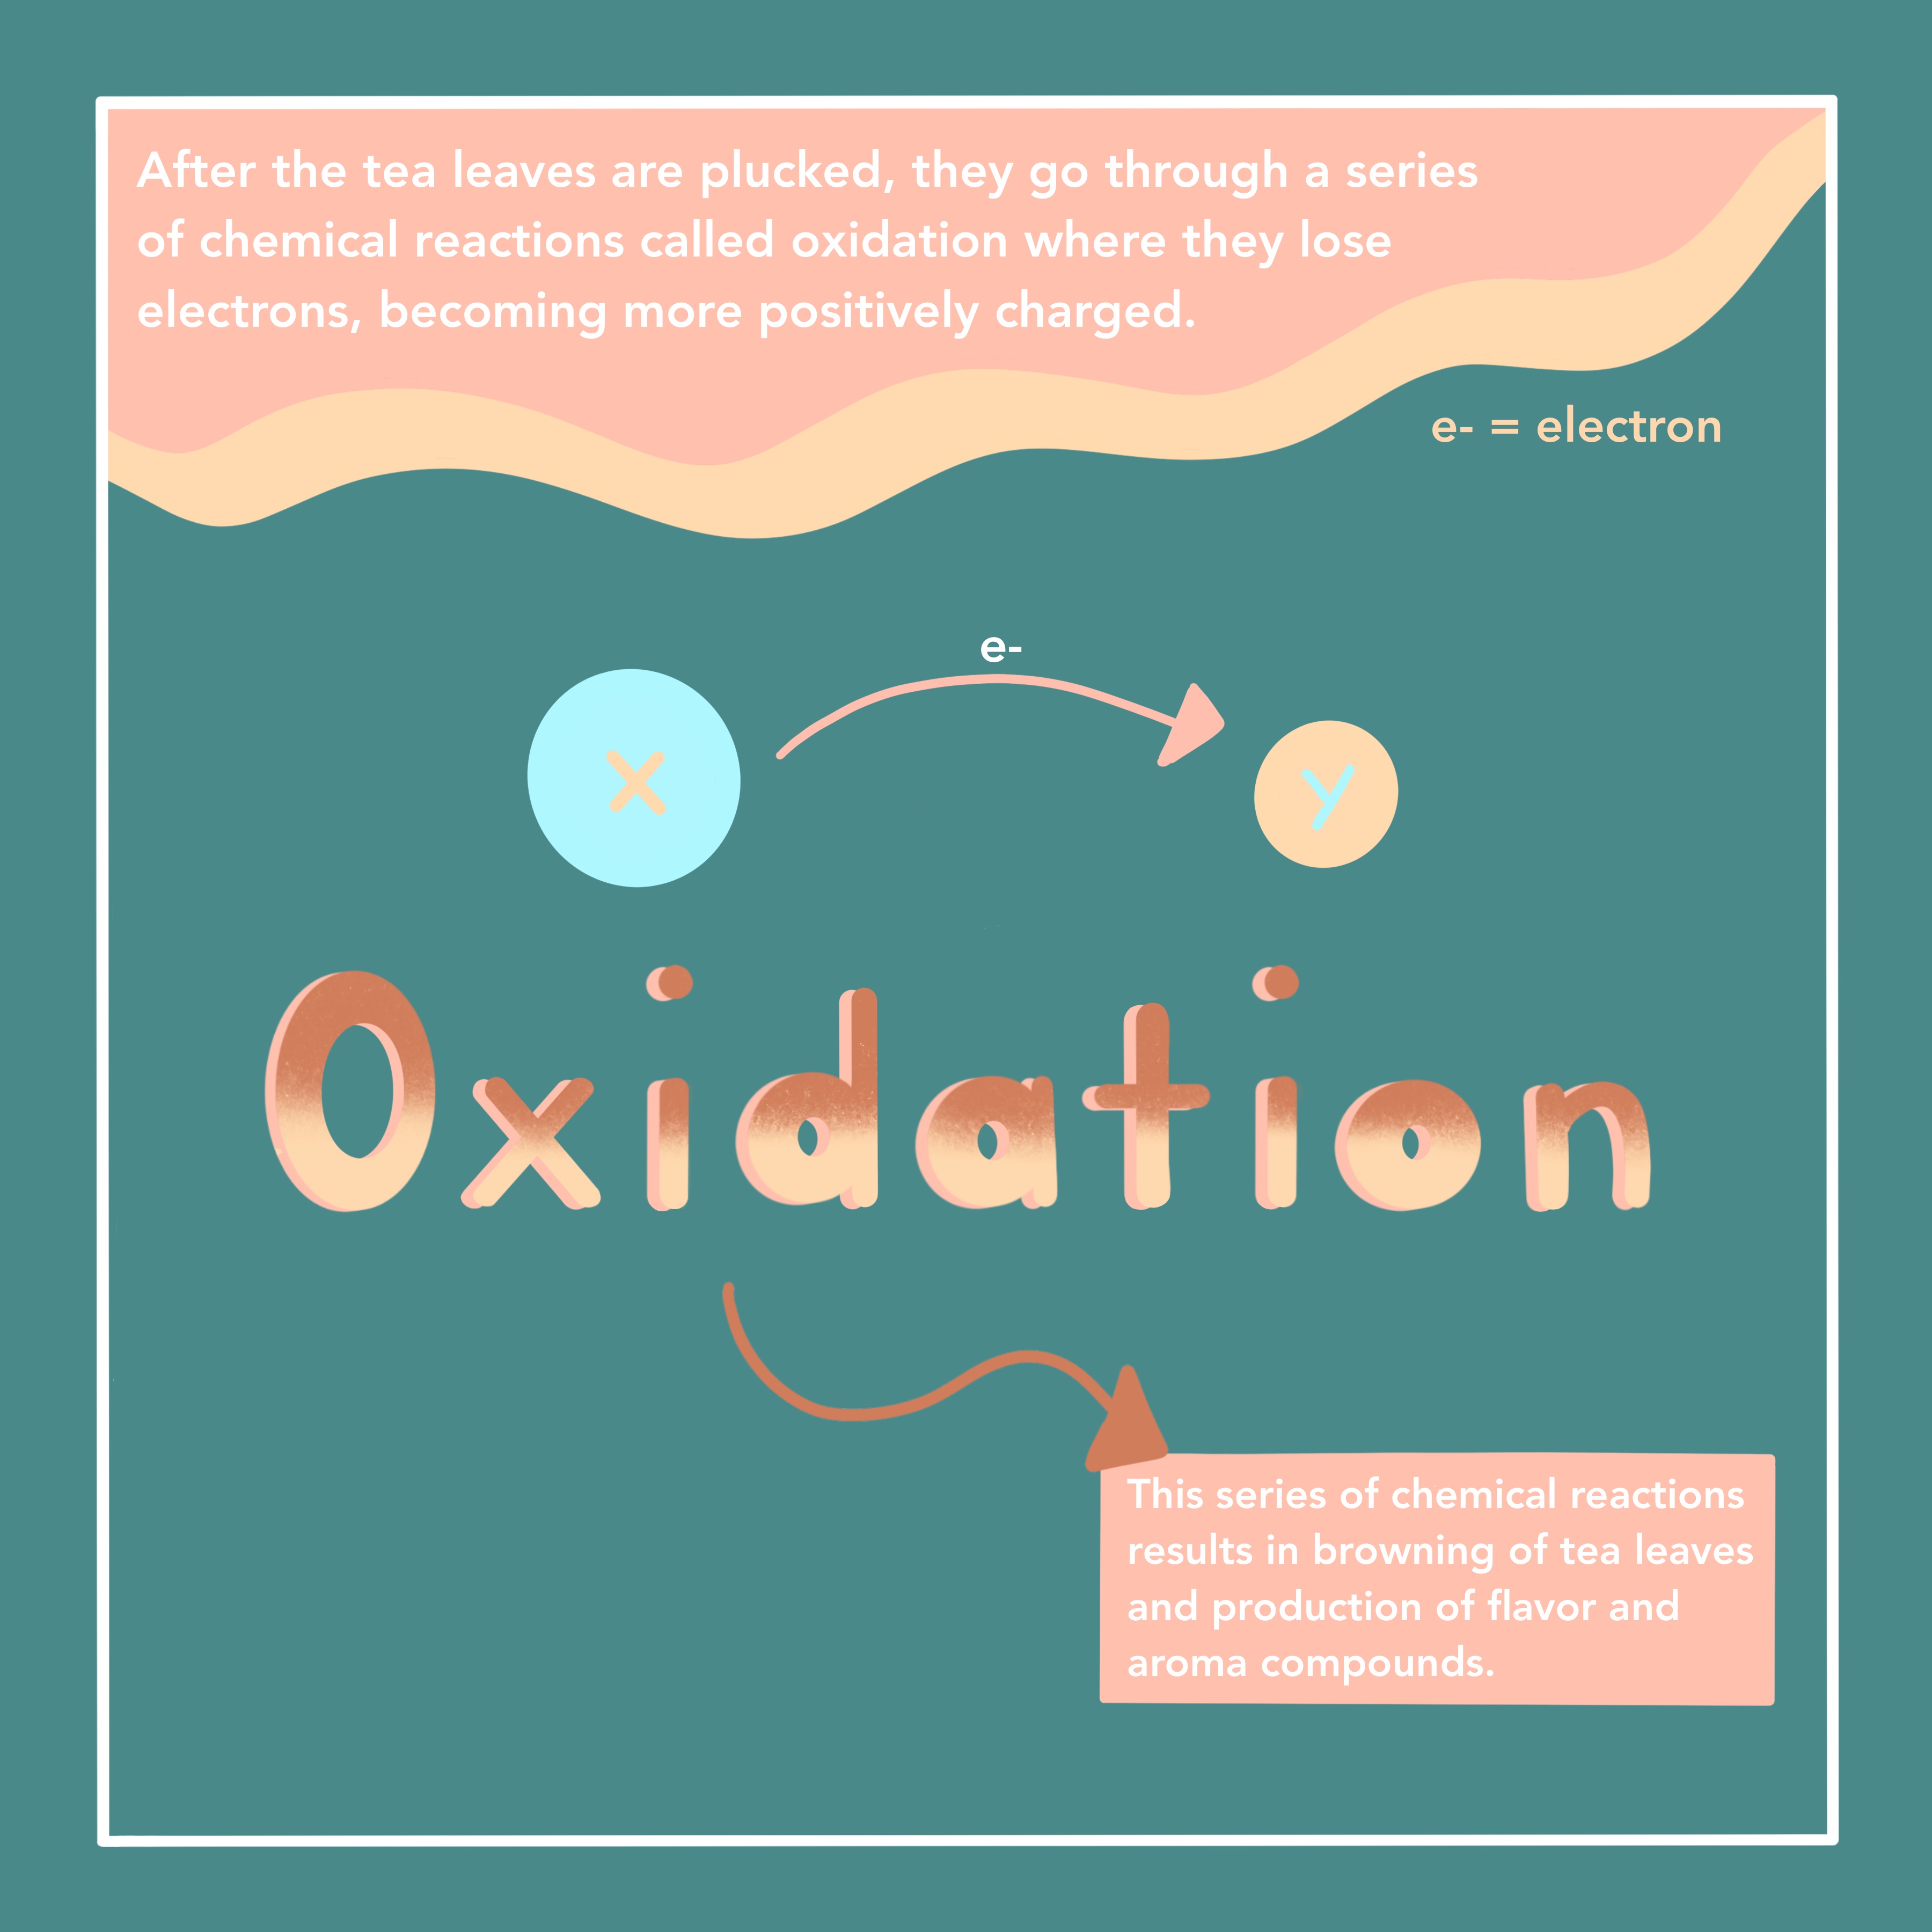 After the tea leaves are plucked, they go through a series
of chemical reactions called oxidation where they lose
electrons, becoming more positively charged.
e- = electron
e-
x
y
Oxidation
This series of chemical reactions
results in browning of tea leaves
and production of flavor and
aroma compounds.